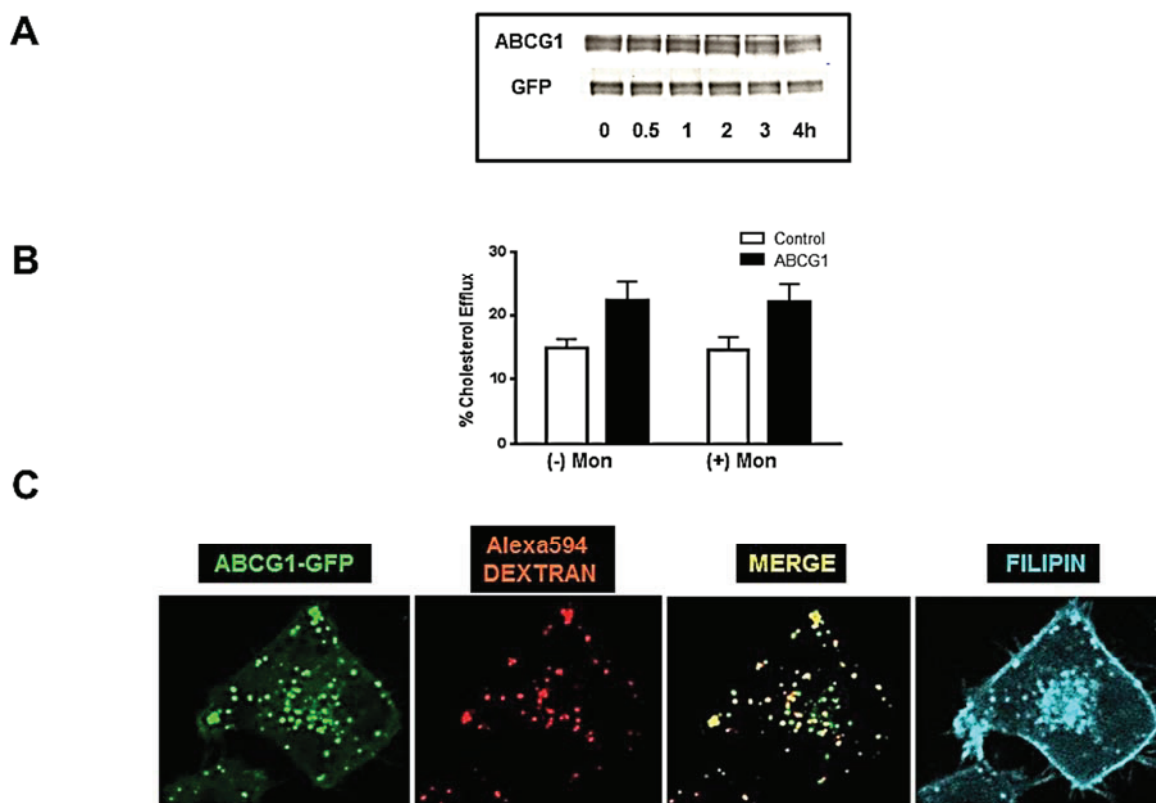 A
ABCG1
GFP
0 0.5 1 2 3 4h
B
Control
ABCG1
30
20
10
0
% Cholesterol Efflux
(-) Mon (+) Mon
C
ABCG1-GFP
Alexa594
DEXTRAN
MERGE
FILIPIN